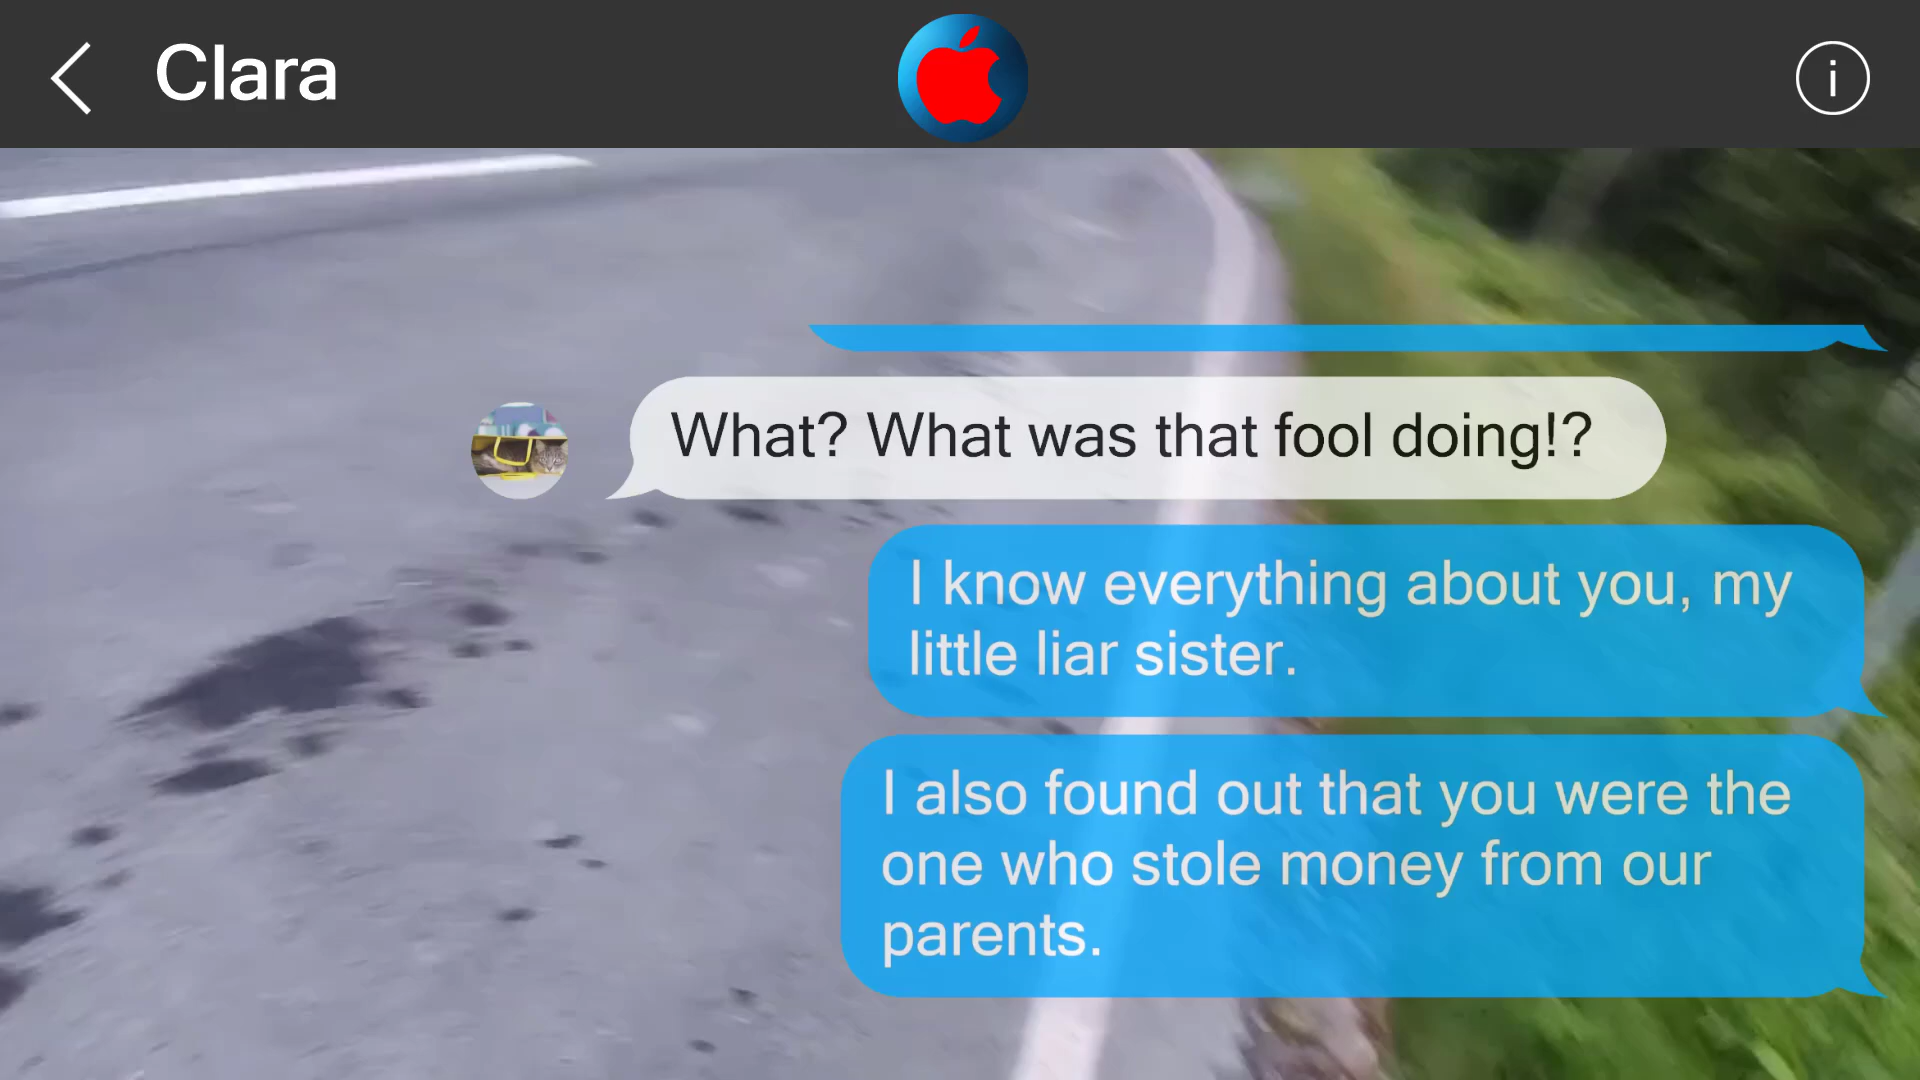 Clara
i
What? What was that fool doing!?
I know everything about you, my
little liar sister.
I also found out that you were the
one who stole money from our
parents.